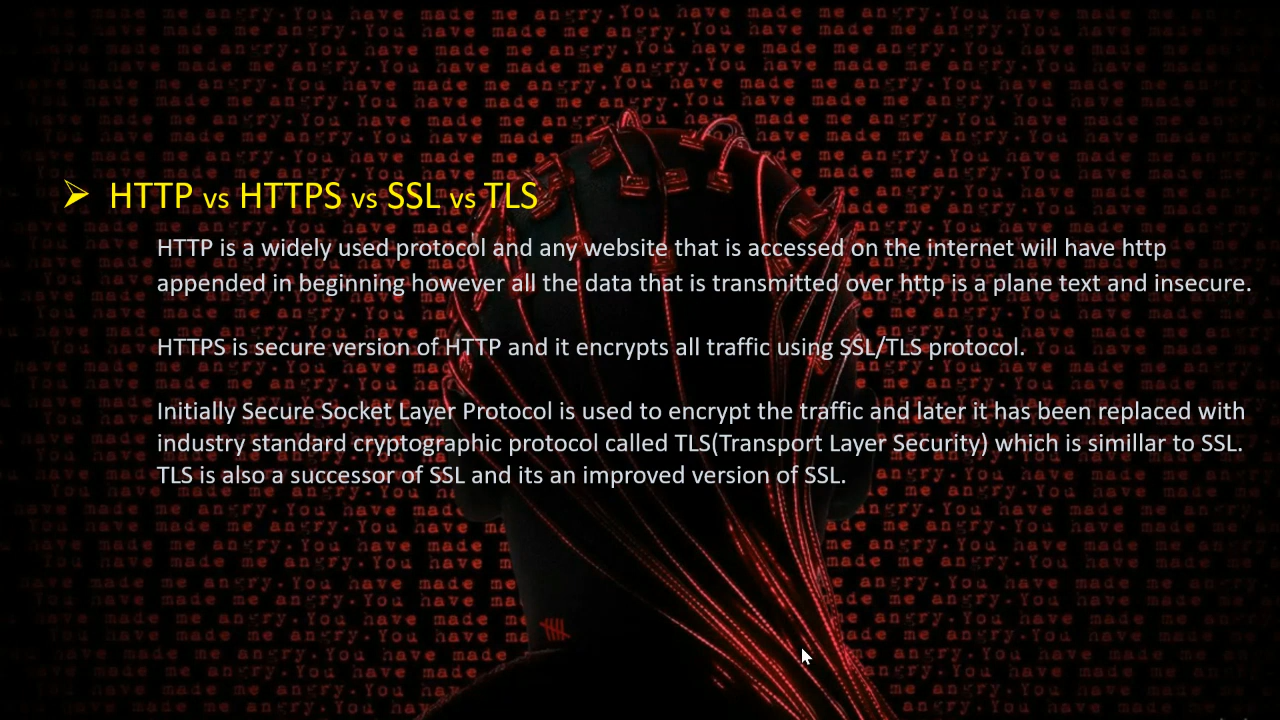 HTTP vs HTTPS vs SSL vs TLS
HTTP is a widely used protocol and any website that is accessed on the internet will have http
appended in beginning however all the data that is transmitted over http is a plane text and insecure.
HTTPS is secure version of HTTP and it encrypts all traffic using SSL/TLS protocol.
Initially Secure Socket Layer Protocol is used to encrypt the traffic and later it has been replaced with
industry standard cryptographic protocol called TLS(Transport Layer Security) which is simillar to SSL.
TLS is also a successor of SSL and its an improved version of SSL.